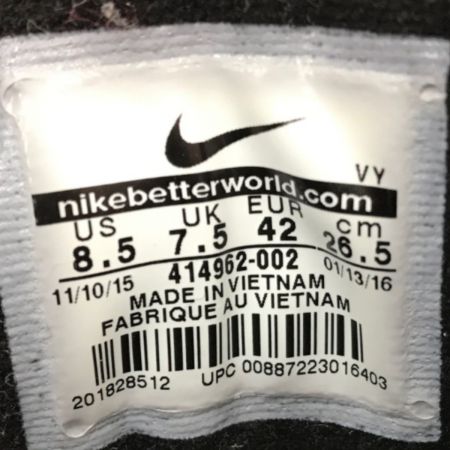 VY
nikebetterworld.com
US UK EUR cm
8.5 7.5 42 26.5
414962-002
11/10/15 01/13/16
MADE IN VIETNAM
FABRIQUE AU VIETNAM
201828512 UPC 00887223016403